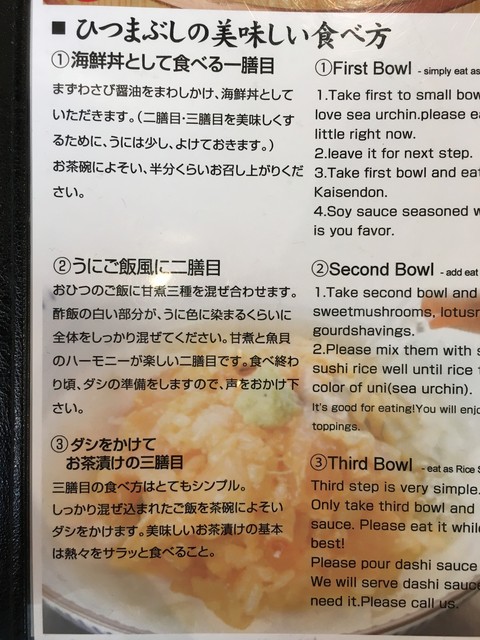 ■ ひつまぶしの美味しい食べ方
①海鮮丼として食べる一膳目
まずわさび醤油をまわしかけ、海鮮丼として
いただきます。(二膳目・三膳目を美味しくす
るために、うには少し、よけておきます。)
お茶碗によそい、半分くらいお召し上がりくだ
さい。
②うにご飯風に二膳目
おひつのご飯に甘煮三種を混ぜ合わせます。
酢飯の白い部分が、うに色に染まるくらいに
全体をしっかり混ぜてください。甘煮と魚貝
のハーモニーが楽しい二膳目です。食べ終わ
り頃、ダシの準備をしますので、声をおかけ下
さい。
③ダシをかけて
お茶漬けの三膳目
三膳目の食べ方はとてもシンプル。
しっかり混ぜ込まれたご飯を茶碗によそい
ダシをかけます。美味しいお茶漬けの基本
は熱々をサラッと食べること。
①First Bowl - simply eat as
1.Take first to small bow
love sea urchin.please ea
little right now.
2.leave it for next step.
3.Take first bowl and eat
Kaisendon.
4.Soy sauce seasoned w
is you favor.
②Second Bowl - add eat
1.Take second bowl and
sweetmushrooms, lotusr
gourdshavings.
2.Please mix them with s
sushi rice well until rice
color of uni(sea urchin).
It's good for eating!You will enjo
toppings.
③Third Bowl - eat as Rice S
Third step is very simple.
Only take third bowl and
sauce. Please eat it while
best!
Please pour dashi sauce
We will serve dashi sauce
need it.Please call us.